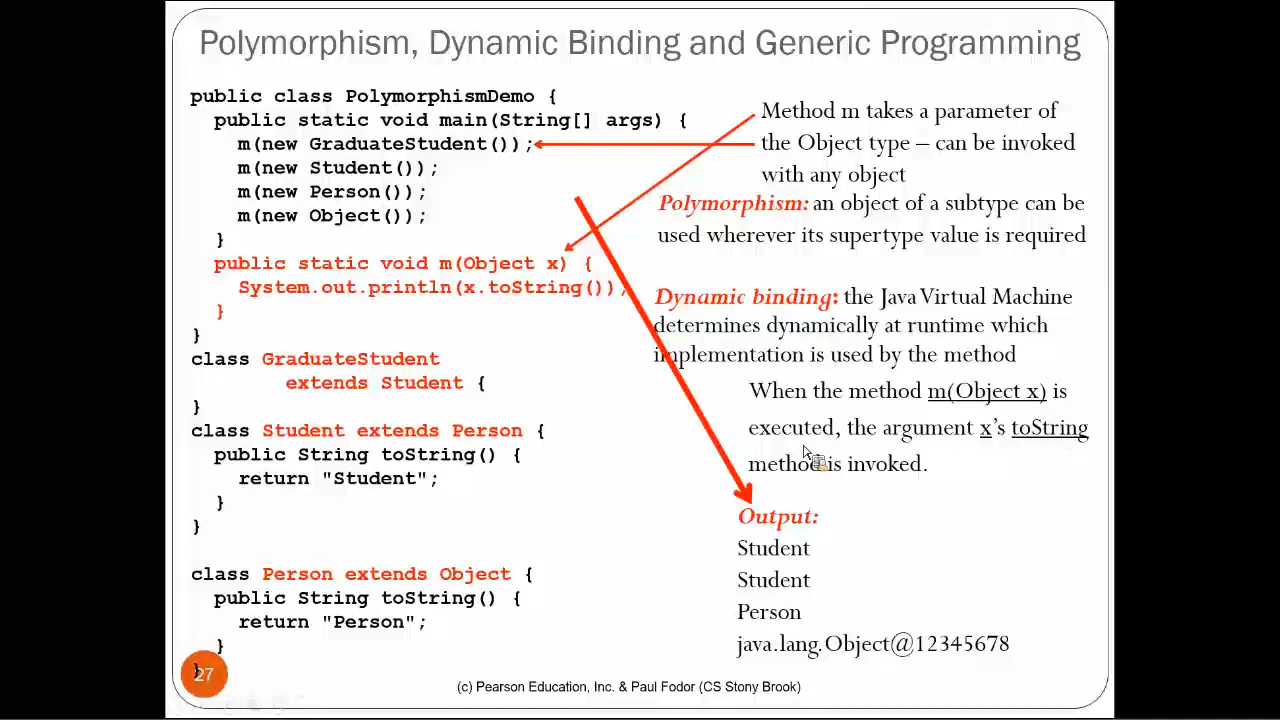 Polymorphism, Dynamic Binding and Generic Programming
public class PolymorphismDemo {
public static void main(String[] args) {
m(new GraduateStudent());
m(new Student());
m(new Person());
m(new Object());
}
public static void m(Object x) {
System.out.println(x.toString());
}
}
class GraduateStudent
extends Student {
}
class Student extends Person {
public String toString() {
return "Student";
}
}
class Person extends Object {
public String toString() {
return "Person";
}
}
Method m takes a parameter of
the Object type – can be invoked
with any object
Polymorphism: an object of a subtype can be
used wherever its supertype value is required
Dynamic binding: the Java Virtual Machine
determines dynamically at runtime which
implementation is used by the method
When the method m(Object x) is
executed, the argument x's toString
method is invoked.
Output:
Student
Student
Person
java.lang.Object@12345678
27
(c) Pearson Education, Inc. & Paul Fodor (CS Stony Brook)